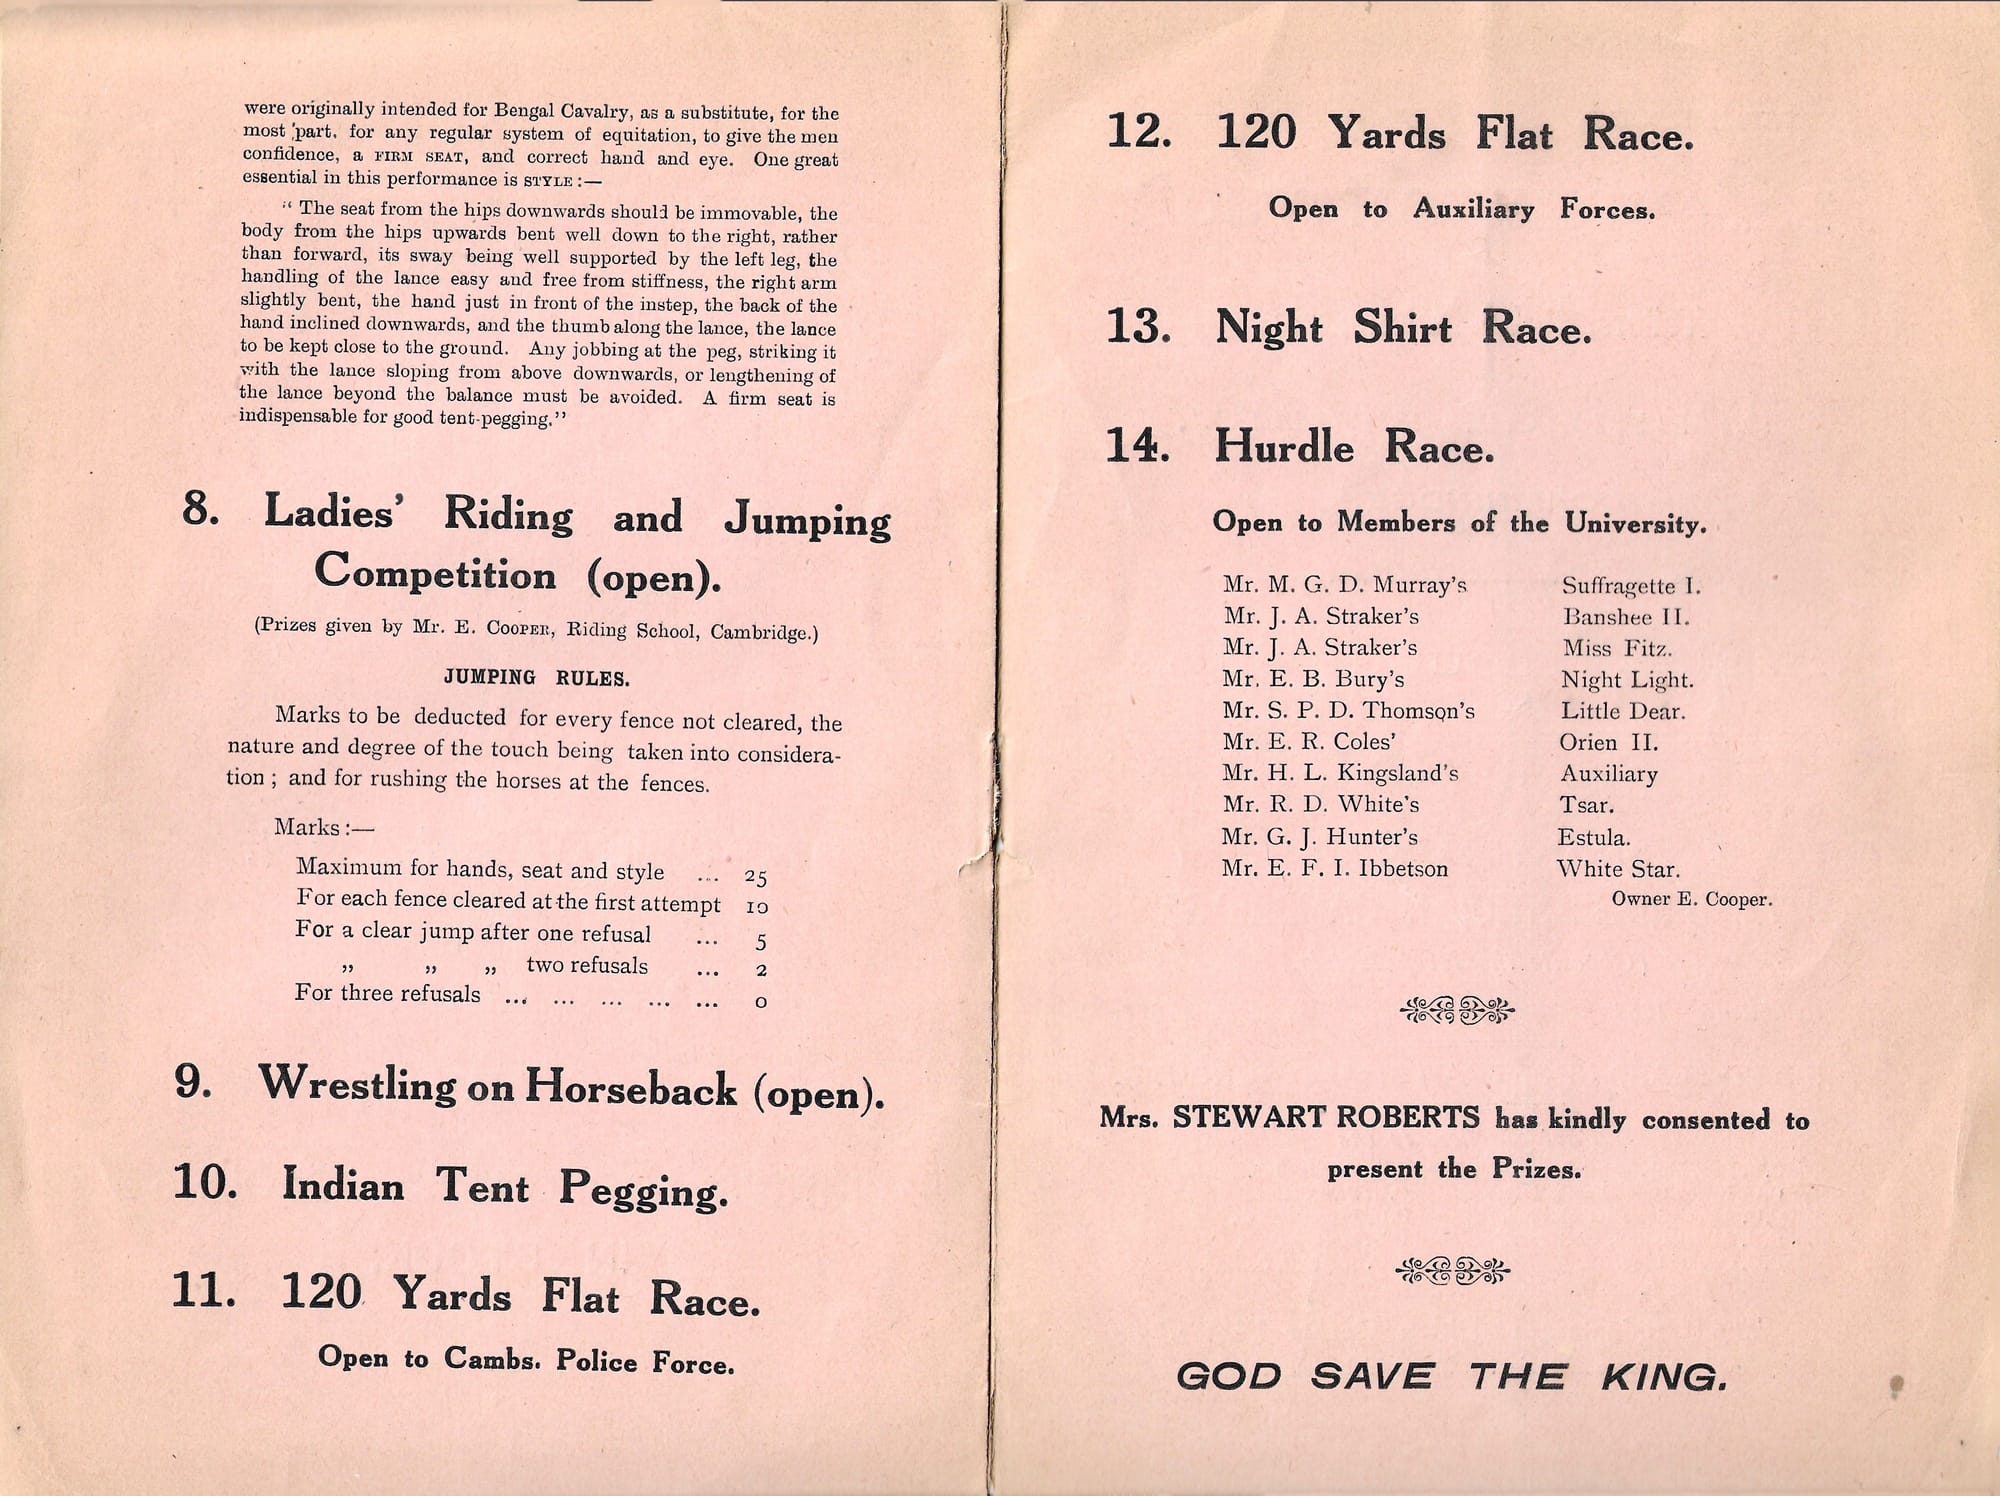 were originally intended for Bengal Cavalry, as a substitute, for the
most part, for any regular system of equitation, to give the men
confidence, a FIRM SEAT, and correct hand and eye. One great
essential in this performance is STYLE :—
“ The seat from the hips downwards should be immovable, the
body from the hips upwards bent well down to the right, rather
than forward, its sway being well supported by the left leg, the
handling of the lance easy and free from stiffness, the right arm
slightly bent, the hand just in front of the instep, the back of the
hand inclined downwards, and the thumb along the lance, the lance
to be kept close to the ground. Any jobbing at the peg, striking it
with the lance sloping from above downwards, or lengthening of
the lance beyond the balance must be avoided. A firm seat is
indispensable for good tent-pegging.”
8. Ladies’ Riding and Jumping
Competition (open).
(Prizes given by Mr. E. COOPER, Riding School, Cambridge.)
JUMPING RULES.
Marks to be deducted for every fence not cleared, the
nature and degree of the touch being taken into considera-
tion ; and for rushing the horses at the fences.
Marks :—
Maximum for hands, seat and style ... 25
For each fence cleared at the first attempt 10
For a clear jump after one refusal ... 5
„ „ „ two refusals ... 2
For three refusals ... ... ... ... ... 0
9. Wrestling on Horseback (open).
10. Indian Tent Pegging.
11. 120 Yards Flat Race.
Open to Cambs. Police Force.
12. 120 Yards Flat Race.
Open to Auxiliary Forces.
13. Night Shirt Race.
14. Hurdle Race.
Open to Members of the University.
Mr. M. G. D. Murray’s Suffragette I.
Mr. J. A. Straker’s Banshee II.
Mr. J. A. Straker’s Miss Fitz.
Mr. E. B. Bury’s Night Light.
Mr. S. P. D. Thomson’s Little Dear.
Mr. E. R. Coles’ Orien II.
Mr. H. L. Kingsland’s Auxiliary
Mr. R. D. White’s Tsar.
Mr. G. J. Hunter’s Estula.
Mr. E. F. I. Ibbetson White Star.
Owner E. Cooper.
Mrs. STEWART ROBERTS has kindly consented to
present the Prizes.
GOD SAVE THE KING.